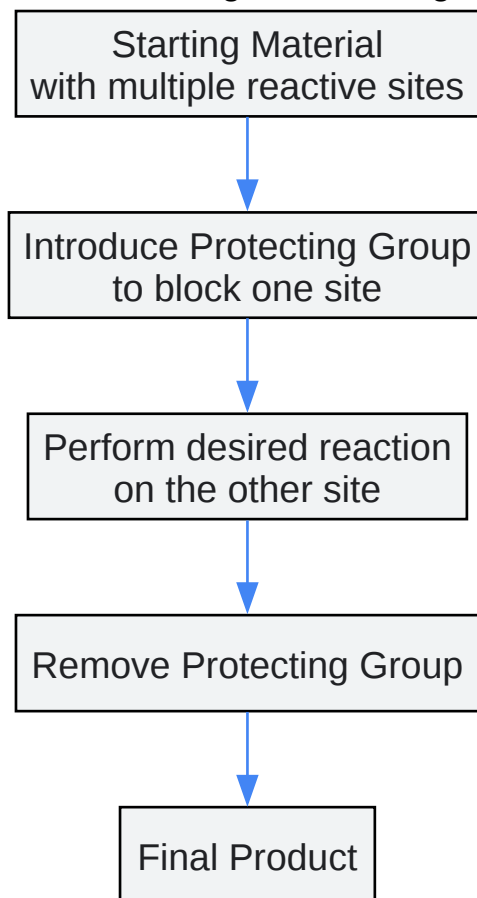 Starting Material
with multiple reactive sites
Introduce Protecting Group
to block one site
Perform desired reaction
on the other site
Remove Protecting Group
Final Product